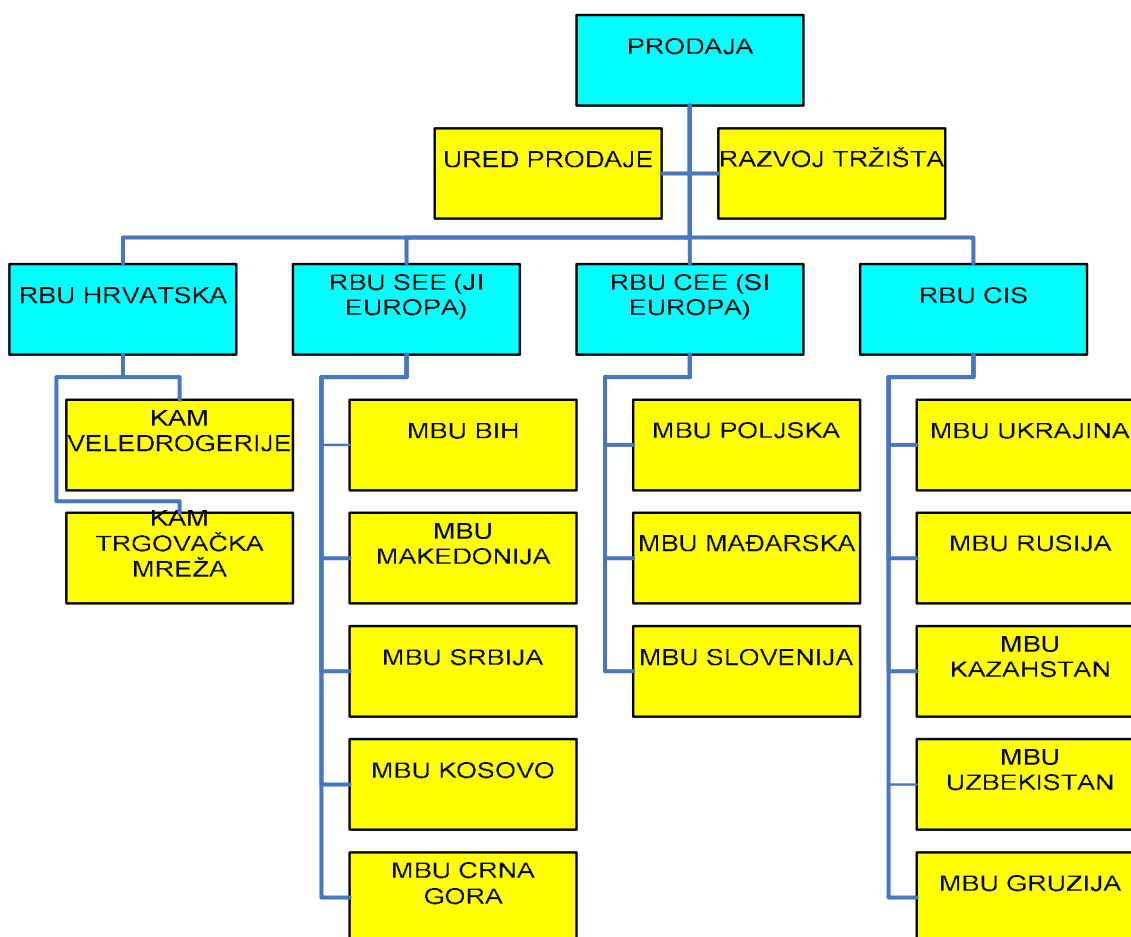 PRODAJA
URED PRODAJE
RAZVOJ TRŽIŠTA
RBU HRVATSKA
RBU SEE (JI
EUROPA)
RBU CEE (SI
EUROPA)
RBU CIS
KAM
VELEDROGERIJE
KAM
TRGOVAČKA
MREŽA
MBU BIH
MBU
MAKEDONIJA
MBU SRBIJA
MBU KOSOVO
MBU CRNA
GORA
MBU POLJSKA
MBU MAĐARSKA
MBU SLOVENIJA
MBU UKRAJINA
MBU RUSIJA
MBU
KAZAHSTAN
MBU
UZBEKISTAN
MBU GRUZIJA